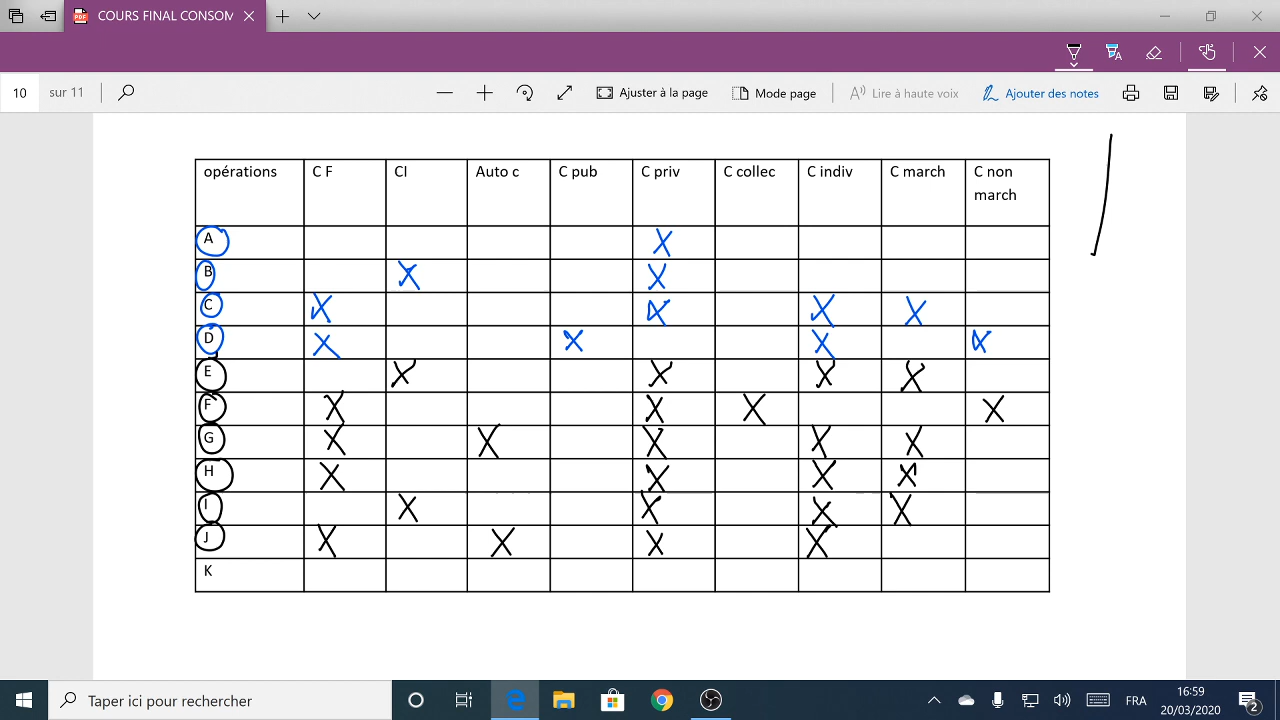 COURS FINAL CONSOM
10 sur 11 Ajuster à la page Mode page Lire à haute voix Ajouter des notes
opérations C F CI Auto c C pub C priv C collec C indiv C march C non march
A X
B X X
C X X X X
D X X X X
E X X X X
F X X X X
G X X X X X
H X X X X
I X X X X
J X X X X
K
Taper ici pour rechercher
FRA
16:59
20/03/2020
2